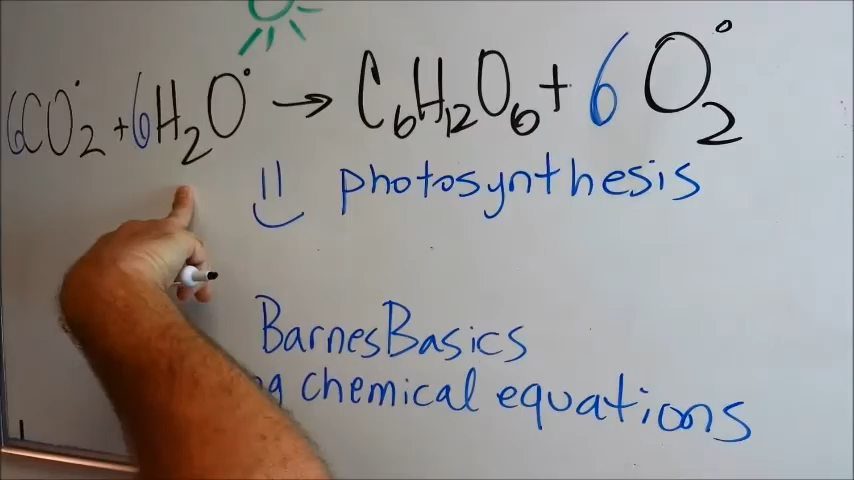 6CO₂ + 6H₂O → C₆H₁₂O₆ + 6O₂
photosynthesis
BarnesBasics
chemical equations